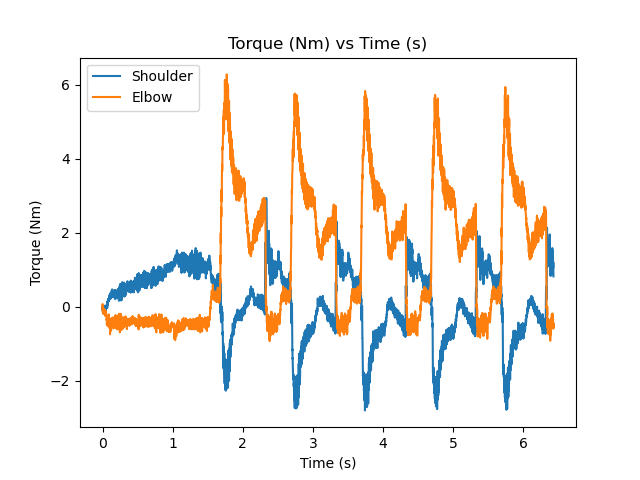 Torque (Nm) vs Time (s)
Shoulder
Elbow
6
4
2
0
−2
Torque (Nm)
0 1 2 3 4 5 6
Time (s)